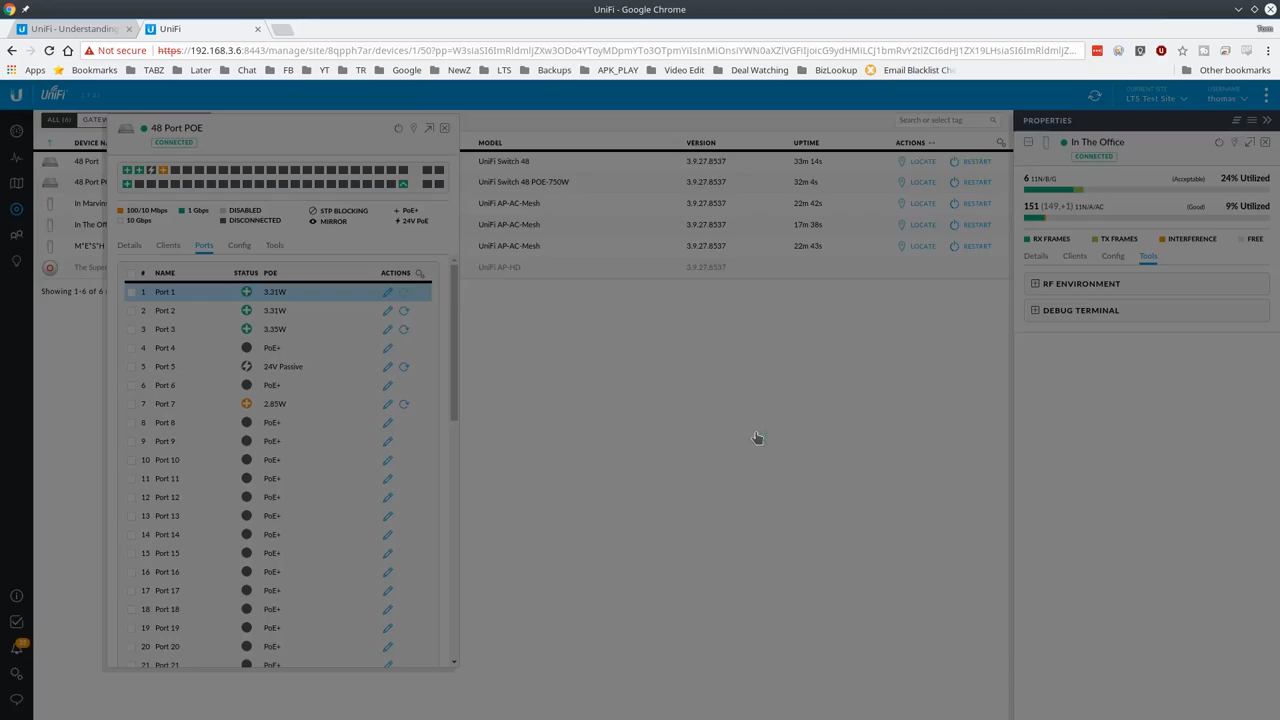 UniFi - Google Chrome
UniFi - Understanding
UniFi
Tom
Not secure
https://192.168.3.6:8443/manage/site/8qpph7ar/devices/1/50?pp=
Apps
Bookmarks
TABZ
Later
Chat
FB
YT
TR
Google
NewZ
LTS
Backups
APK_PLAY
Video Edit
Deal Watching
BizLookup
Email Blacklist Che
Other bookmarks
UniFi
CURRENT SITE
LTS Test Site
USERNAME
thomas
ALL (6)
GATEW
Search or select tag
DEVICE NA
MODEL
VERSION
UPTIME
ACTIONS
48 Port
UniFi Switch 48
3.9.27.8537
33m 14s
LOCATE
RESTART
48 Port PO
UniFi Switch 48 POE-750W
3.9.27.8537
32m 4s
LOCATE
RESTART
In Marvins
UniFi AP-AC-Mesh
3.9.27.8537
22m 42s
LOCATE
RESTART
In The Off
UniFi AP-AC-Mesh
3.9.27.8537
17m 38s
LOCATE
RESTART
M*E*S*H
UniFi AP-AC-Mesh
3.9.27.8537
22m 43s
LOCATE
RESTART
The Super
UniFi AP-HD
3.9.27.8537
Showing 1-6 of 6
48 Port POE
CONNECTED
100/10 Mbps
1 Gbps
DISABLED
STP BLOCKING
PoE+
10 Gbps
DISCONNECTED
MIRROR
24V PoE
Details
Clients
Ports
Config
Tools
# NAME STATUS POE ACTIONS
1 Port 1 3.31W
2 Port 2 3.31W
3 Port 3 3.35W
4 Port 4 PoE+
5 Port 5 24V Passive
6 Port 6 PoE+
7 Port 7 2.85W
8 Port 8 PoE+
9 Port 9 PoE+
10 Port 10 PoE+
11 Port 11 PoE+
12 Port 12 PoE+
13 Port 13 PoE+
14 Port 14 PoE+
15 Port 15 PoE+
16 Port 16 PoE+
17 Port 17 PoE+
18 Port 18 PoE+
19 Port 19 PoE+
20 Port 20 PoE+
21 Port 21 PoE+
PROPERTIES
In The Office
CONNECTED
6 11N/B/G (Acceptable) 24% Utilized
151 (149,+1) 11N/A/AC (Good) 9% Utilized
RX FRAMES
TX FRAMES
INTERFERENCE
FREE
Details
Clients
Config
Tools
RF ENVIRONMENT
DEBUG TERMINAL